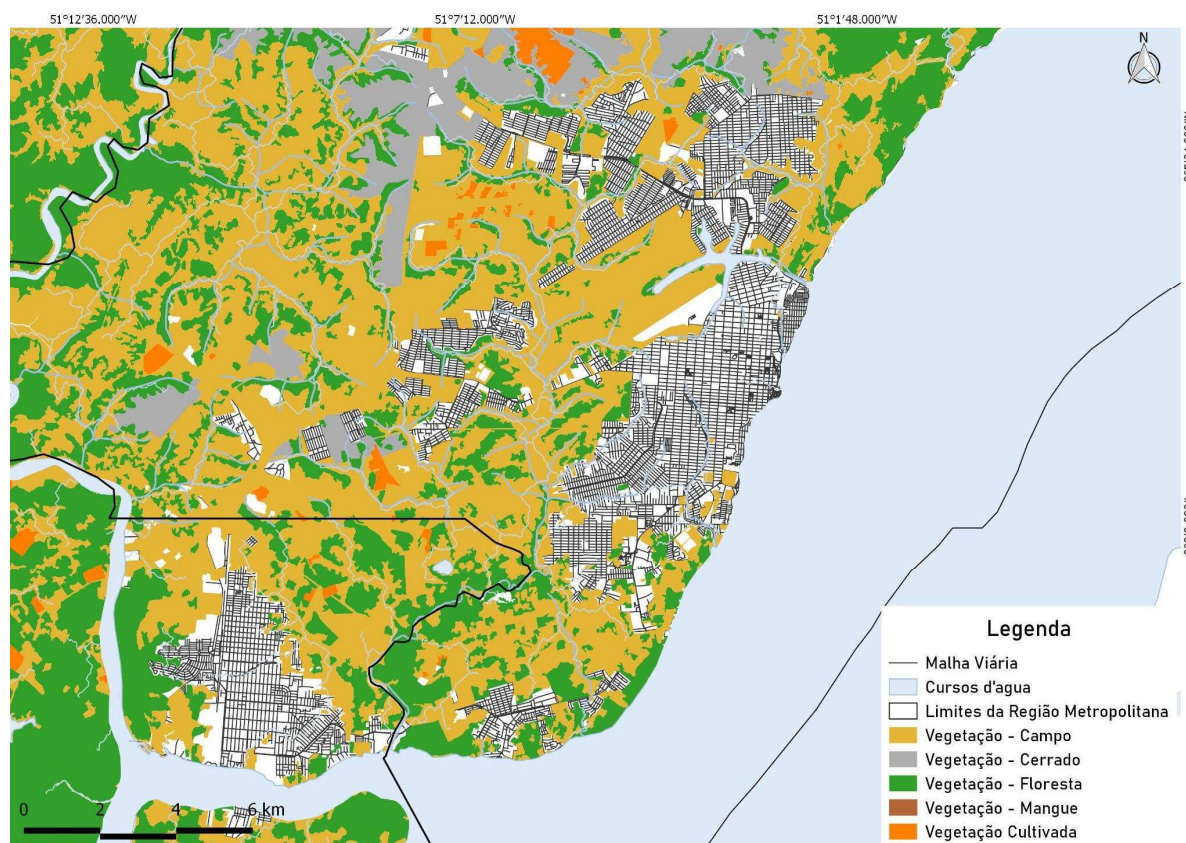 51°12'36.000"W 51°7'12.000"W 51°1'48.000"W
N
Legenda
Malha Viária
Cursos d'agua
Limites da Região Metropolitana
Vegetação - Campo
Vegetação - Cerrado
Vegetação - Floresta
Vegetação - Mangue
Vegetação Cultivada
0 2 4 6 km